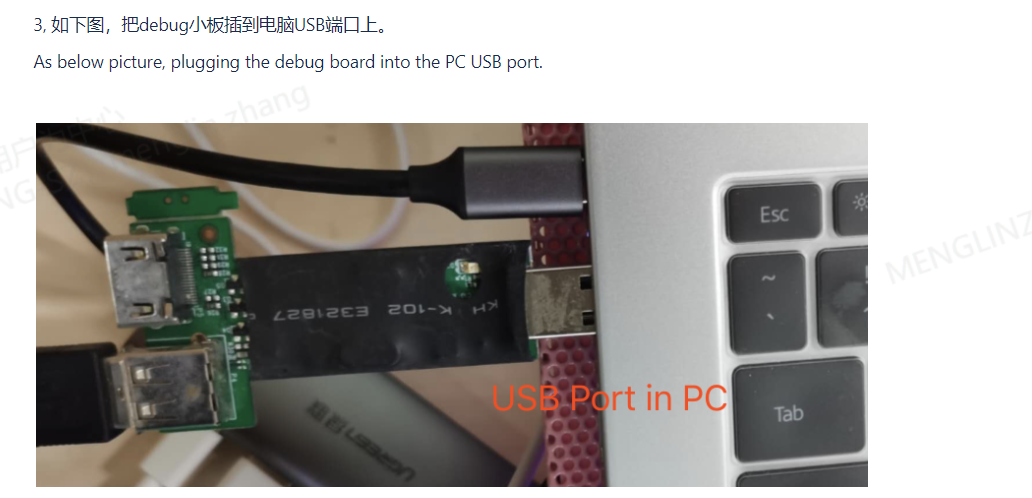 3, 如下图，把debug小板插到电脑USB端口上。
As below picture, plugging the debug board into the PC USB port.
zhang
MENGLINZ
Esc
~
KH K-102 E321827
USB Port in PC
Tab
UGREEN 绿联